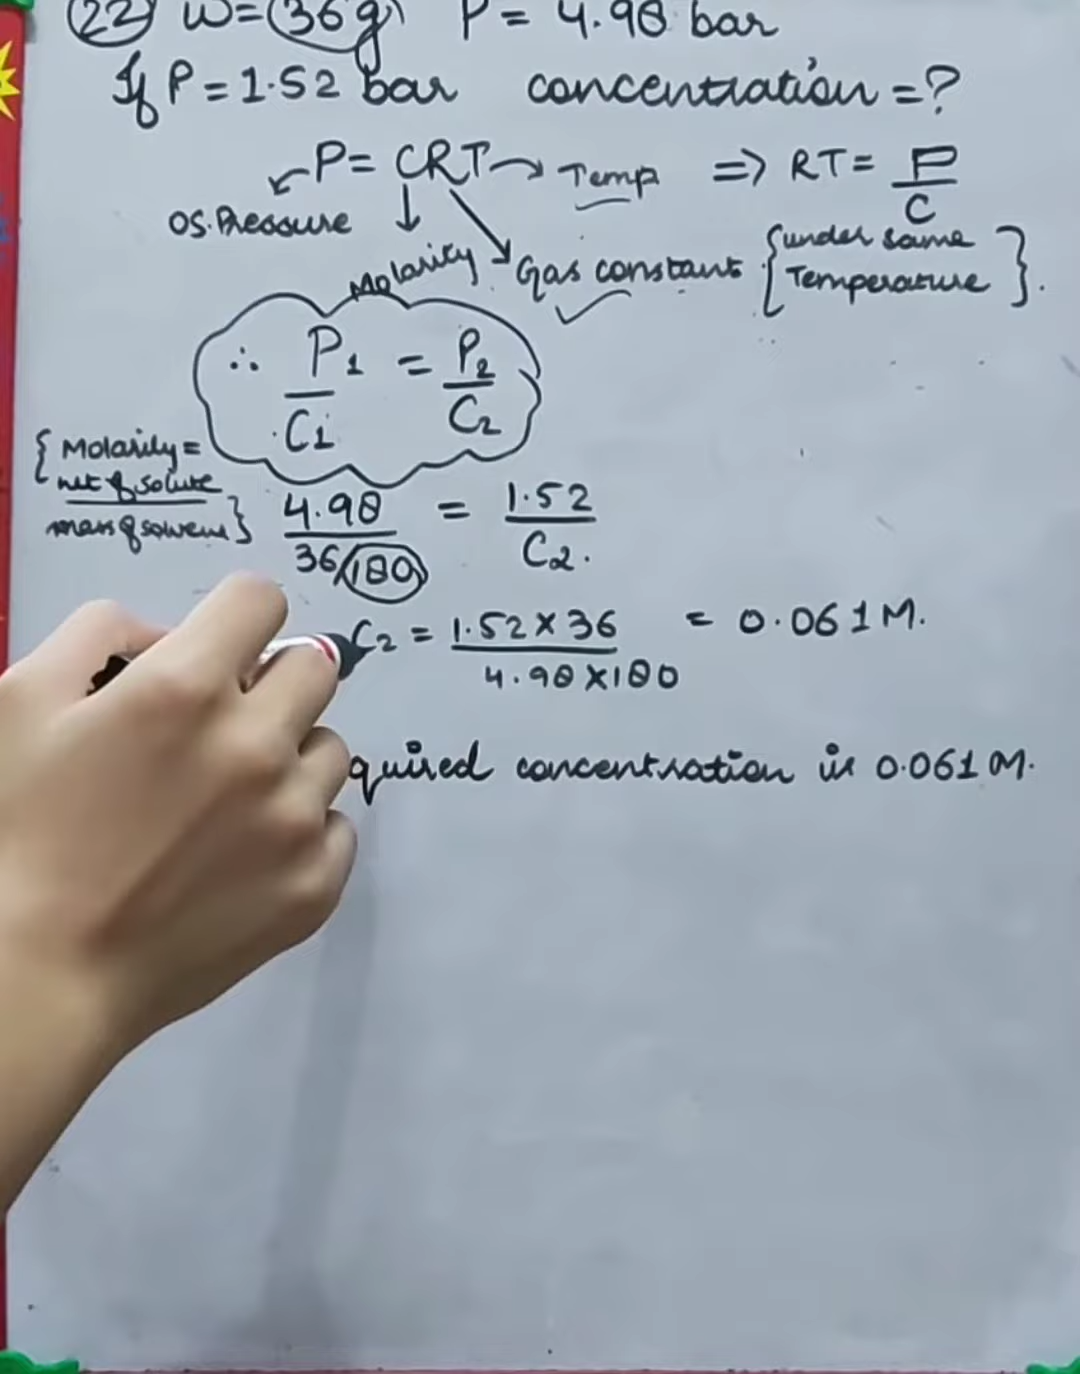 (22) W = 36g P = 4.98 bar
If P = 1.52 bar concentration = ?
P = CRT → Temp => RT = P/C
OS. Pressure
Molarity Gas constant {under same Temperature}.
∴ P1/C1 = P2/C2
{Molarity =
wt of solute
mass of solvent}
4.98/36/180 = 1.52/C2.
C2 = 1.52 × 36 / 4.98 × 180 = 0.061 M.
quired concentration is 0.061 M.